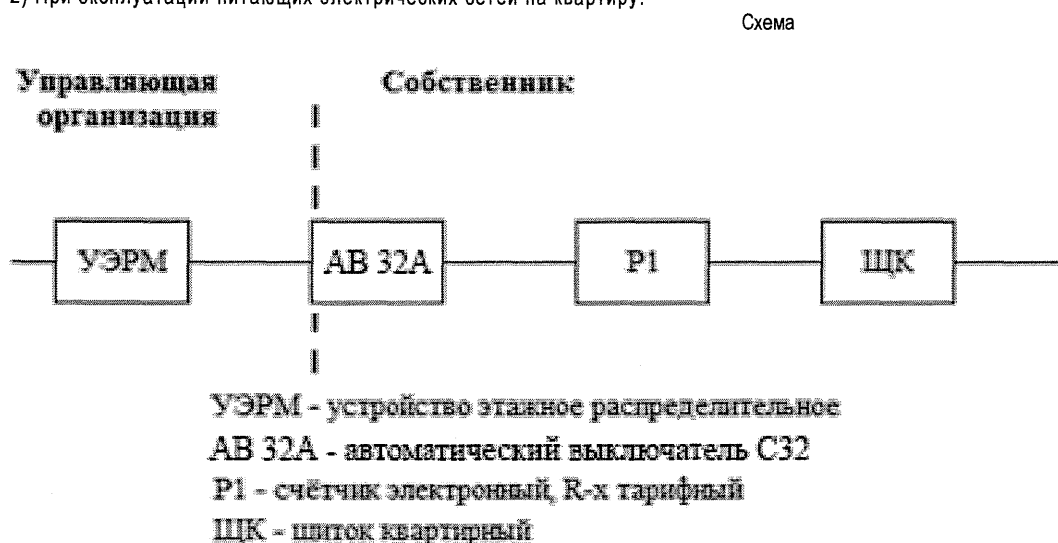 2) При эксплуатации питающих электрических сетей на квартиру:
Схема
Управляющая организация
Собственник
УЭРМ
АВ 32А
Р1
ЩК
УЭРМ - устройство этажное распределительное
АВ 32А - автоматический выключатель С32
Р1 - счётчик электронный, R-х тарифный
ЩК - щиток квартирный